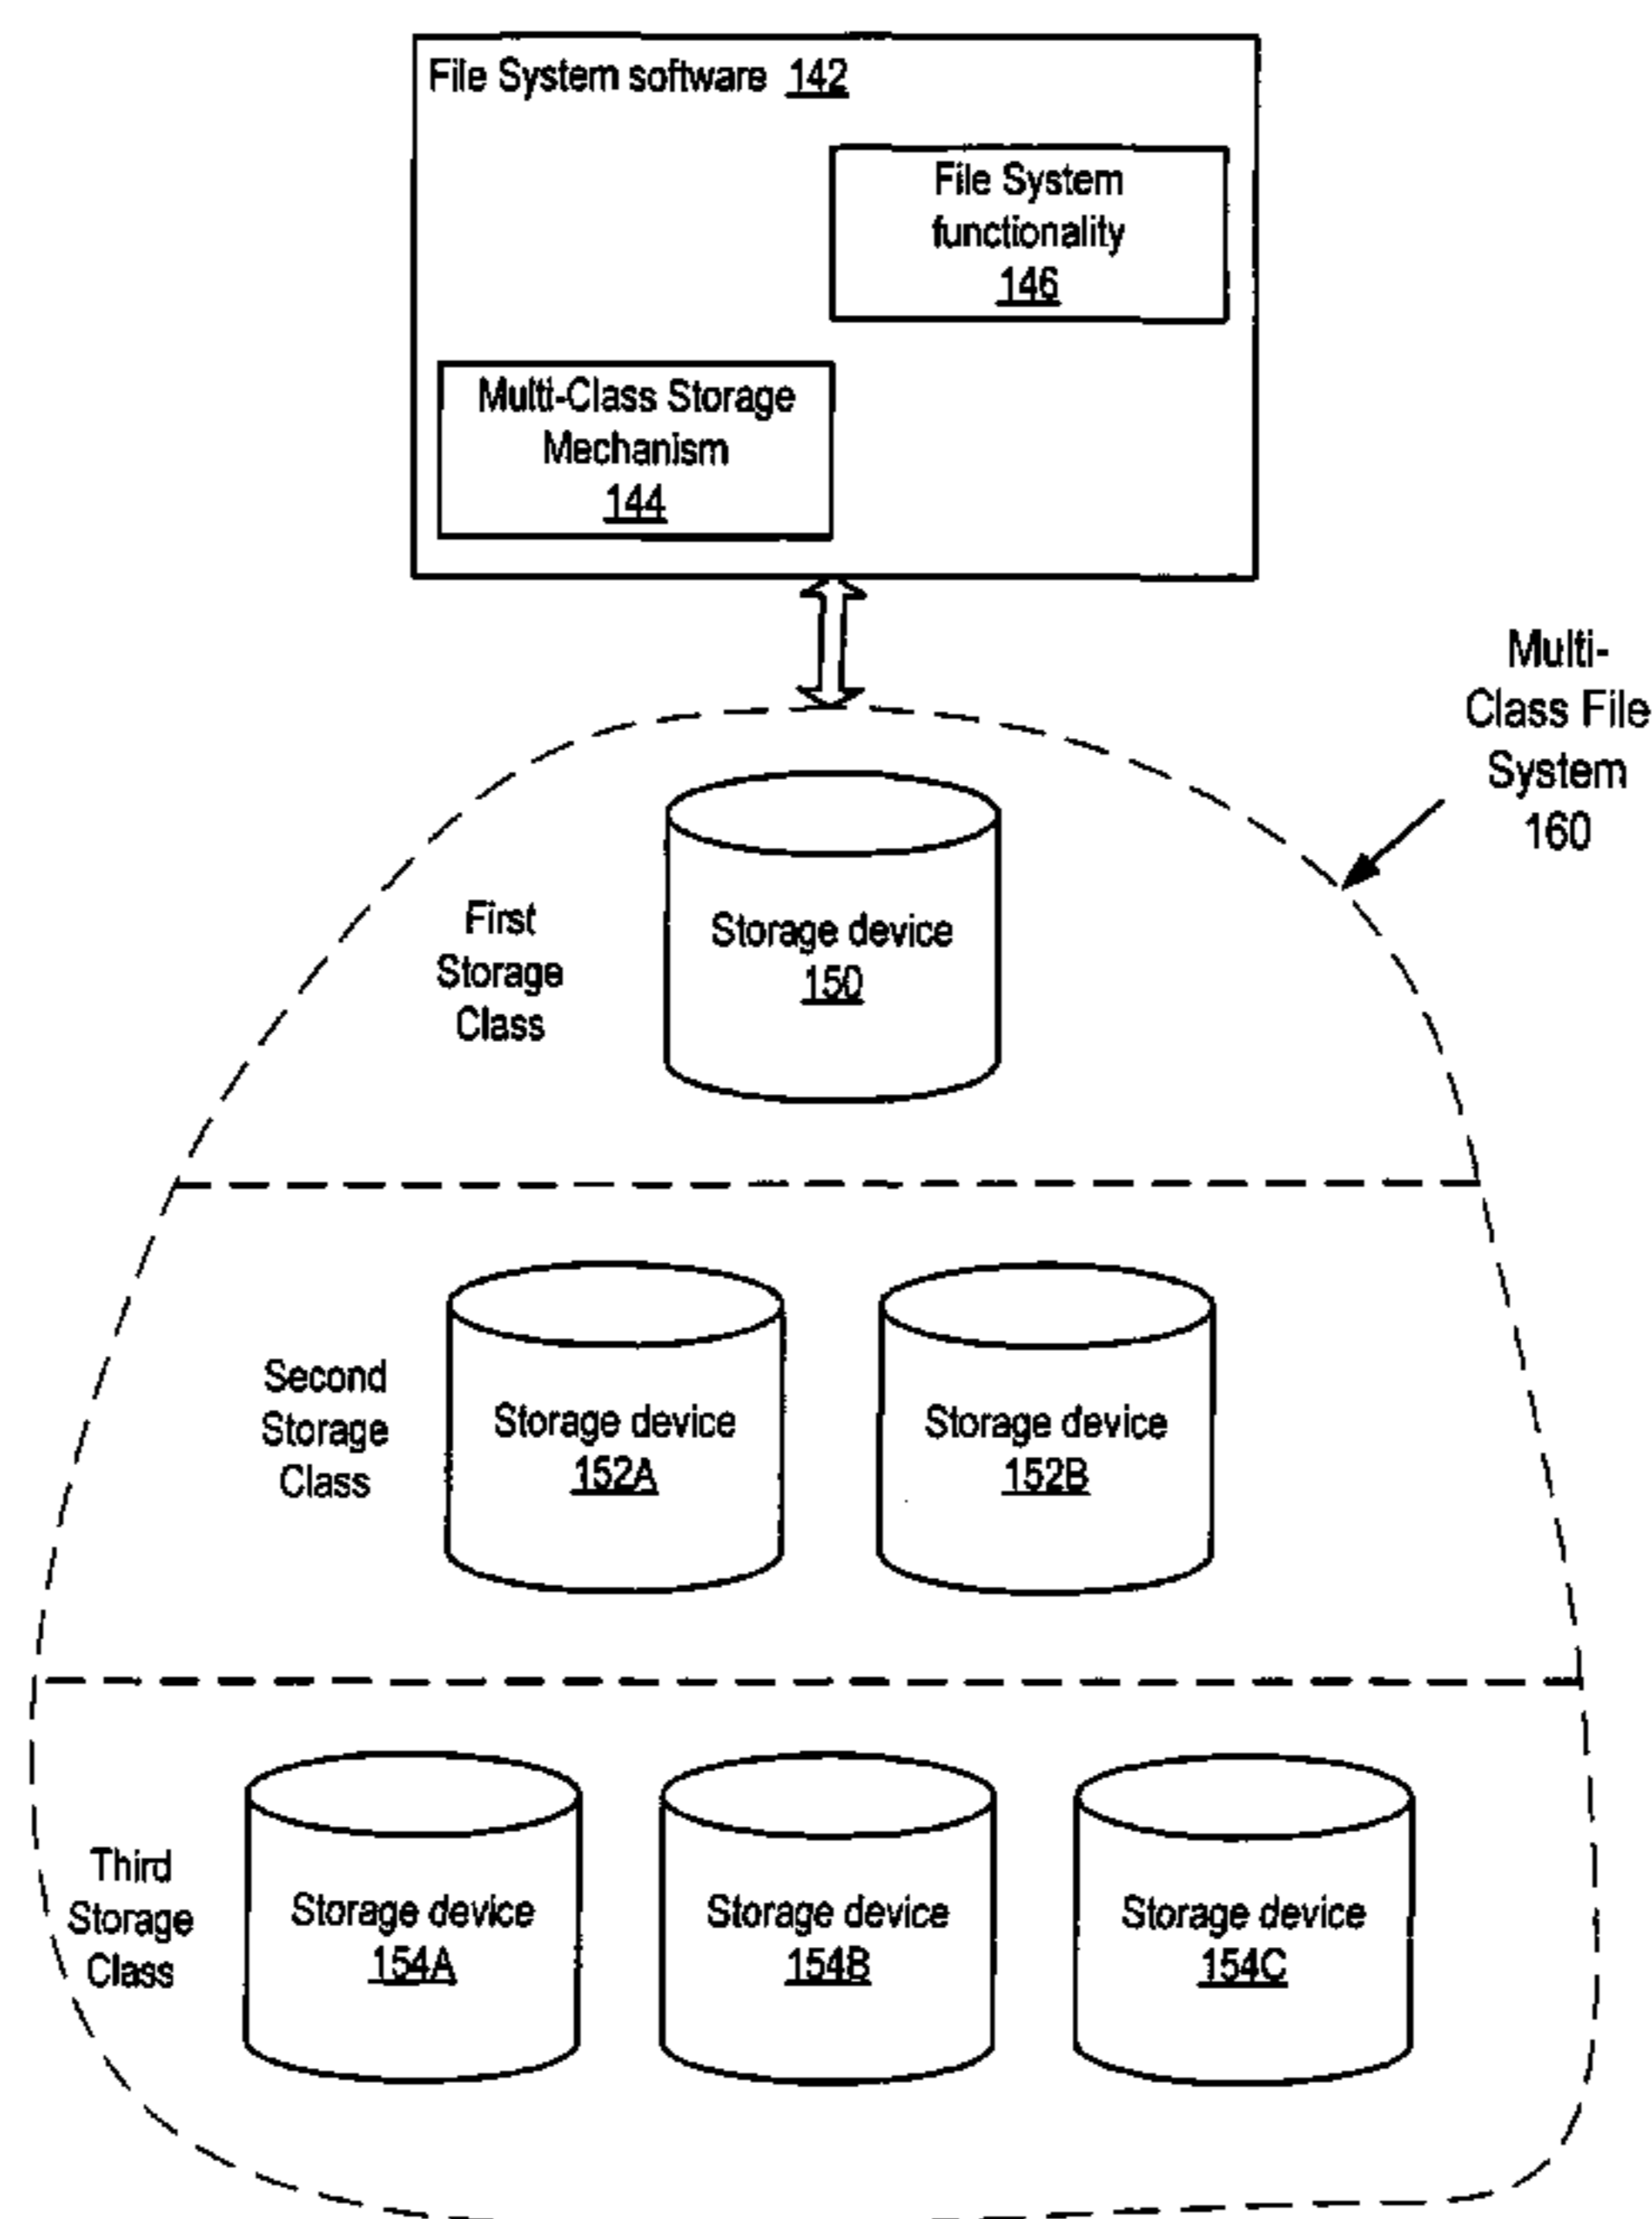 File System software 142
File System
functionality
146
Multi-Class Storage
Mechanism
144
Multi-
Class File
System
160
First
Storage
Class
Storage device
150
Second
Storage
Class
Storage device
152A
Storage device
152B
Third
Storage
Class
Storage device
154A
Storage device
154B
Storage device
154C